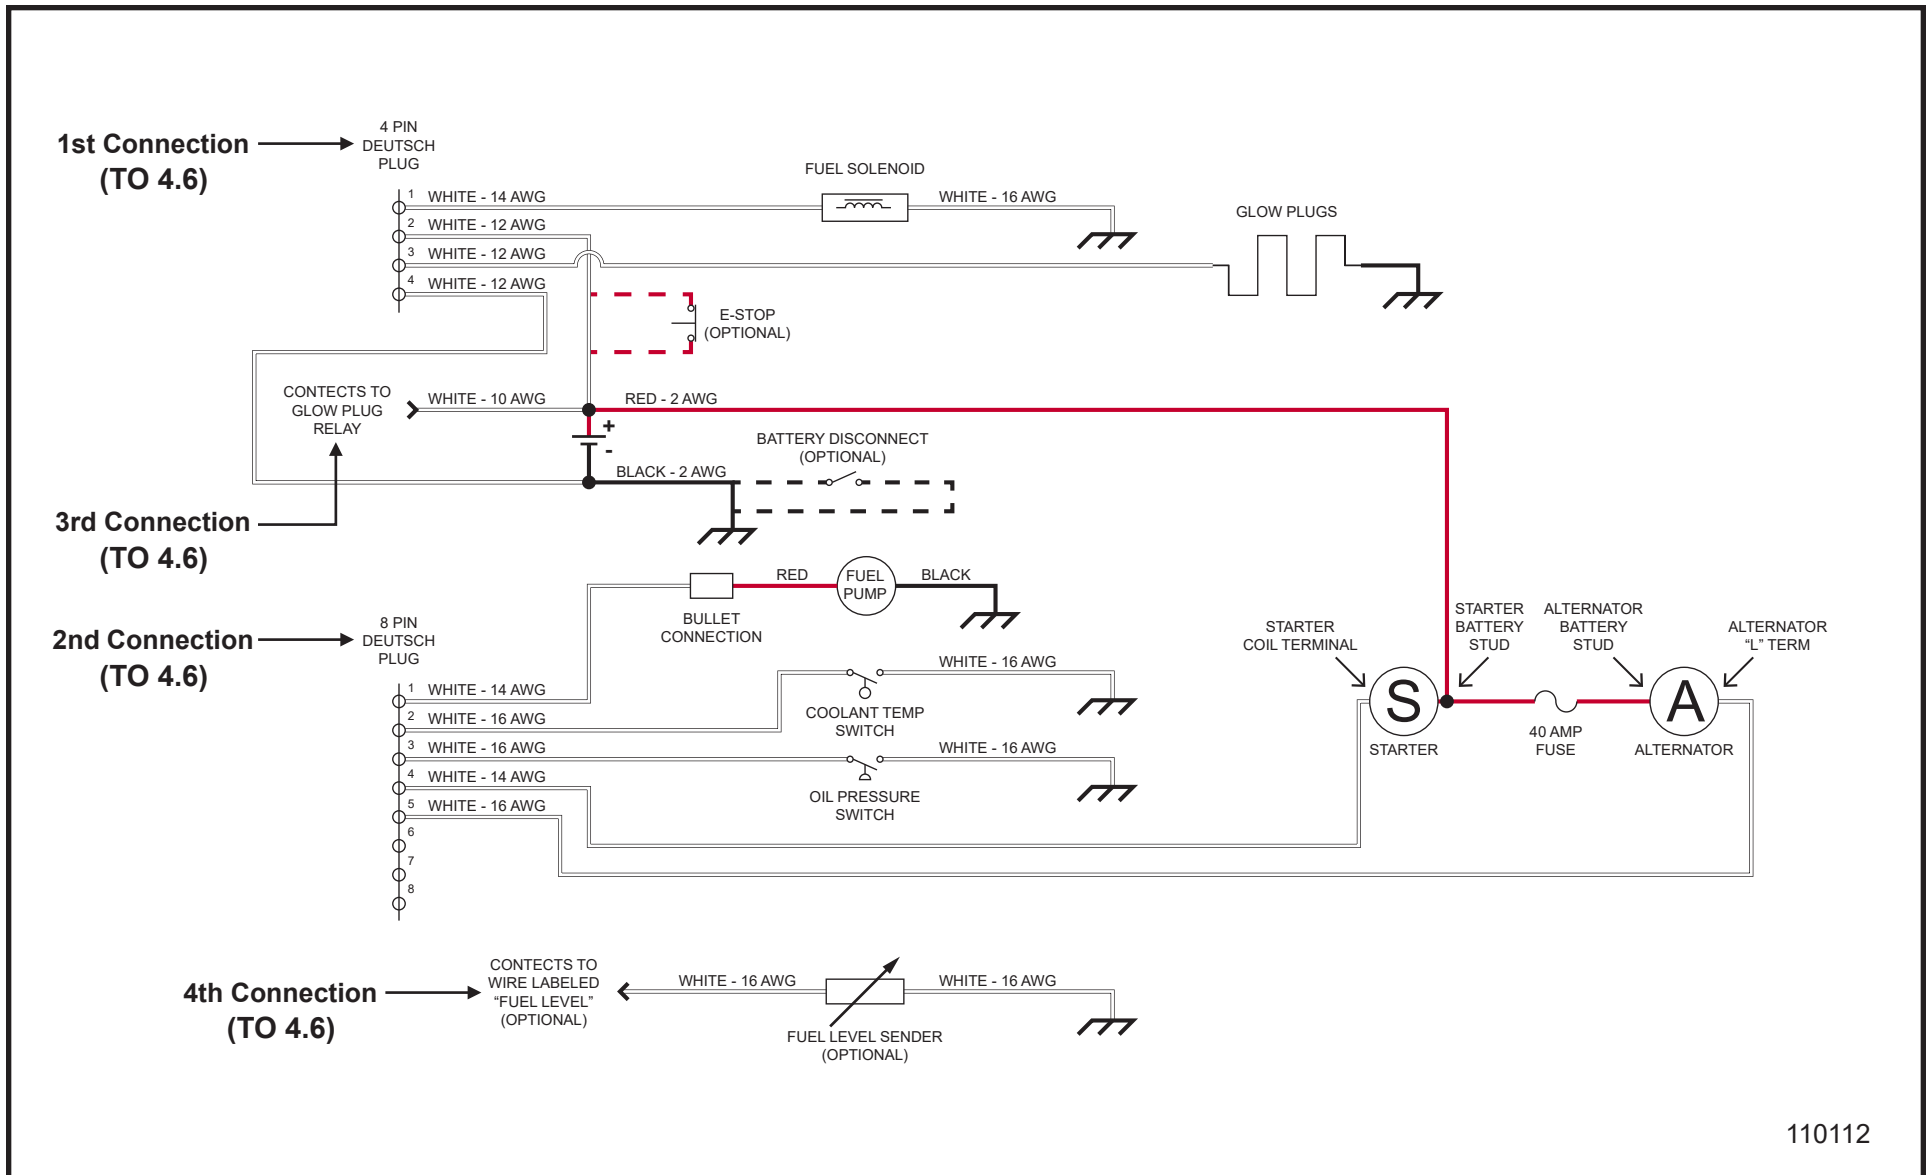 1st Connection
(TO 4.6)
4 PIN
DEUTSCH
PLUG
1
WHITE - 14 AWG
2
WHITE - 12 AWG
3
WHITE - 12 AWG
4
WHITE - 12 AWG
FUEL SOLENOID
WHITE - 16 AWG
GLOW PLUGS
E-STOP
(OPTIONAL)
CONTECTS TO
GLOW PLUG
RELAY
WHITE - 10 AWG
RED - 2 AWG
+
-
BLACK - 2 AWG
BATTERY DISCONNECT
(OPTIONAL)
3rd Connection
(TO 4.6)
2nd Connection
(TO 4.6)
8 PIN
DEUTSCH
PLUG
BULLET
CONNECTION
RED
FUEL
PUMP
BLACK
1
WHITE - 14 AWG
2
WHITE - 16 AWG
3
WHITE - 16 AWG
4
WHITE - 14 AWG
5
WHITE - 16 AWG
6
7
8
WHITE - 16 AWG
COOLANT TEMP
SWITCH
WHITE - 16 AWG
OIL PRESSURE
SWITCH
STARTER
COIL TERMINAL
STARTER
BATTERY
STUD
ALTERNATOR
BATTERY
STUD
ALTERNATOR
“L” TERM
S
STARTER
40 AMP
FUSE
A
ALTERNATOR
4th Connection
(TO 4.6)
CONTECTS TO
WIRE LABELED
“FUEL LEVEL”
(OPTIONAL)
WHITE - 16 AWG
WHITE - 16 AWG
FUEL LEVEL SENDER
(OPTIONAL)
110112